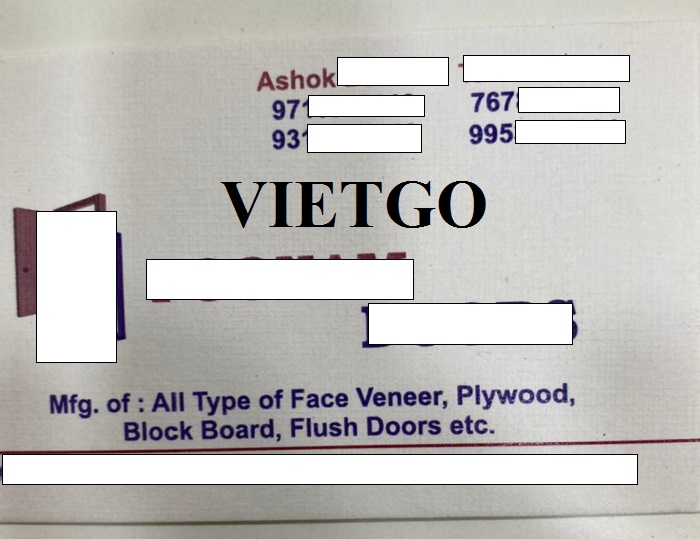 Ashok
971 767
931 995
VIETGO
Mfg. of : All Type of Face Veneer, Plywood,
Block Board, Flush Doors etc.